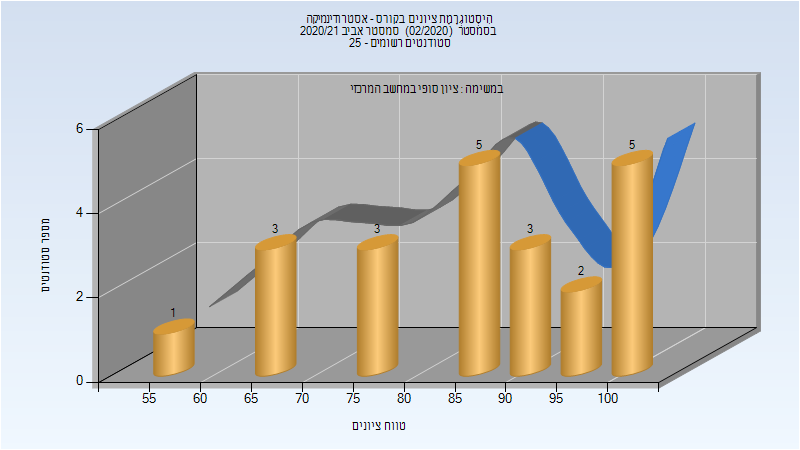 היסטוגרמת ציונים בקורס - אסטרודינמיקה
בסמסטר (02/2020) סמסטר אביב 2020/21
סטודנטים רשומים - 25
במשימה : ציון סופי במחשב המרכזי
מספר סטודנטים
6
4
2
0
1
3
3
5
3
2
5
55 60 65 70 75 80 85 90 95 100
טווח ציונים